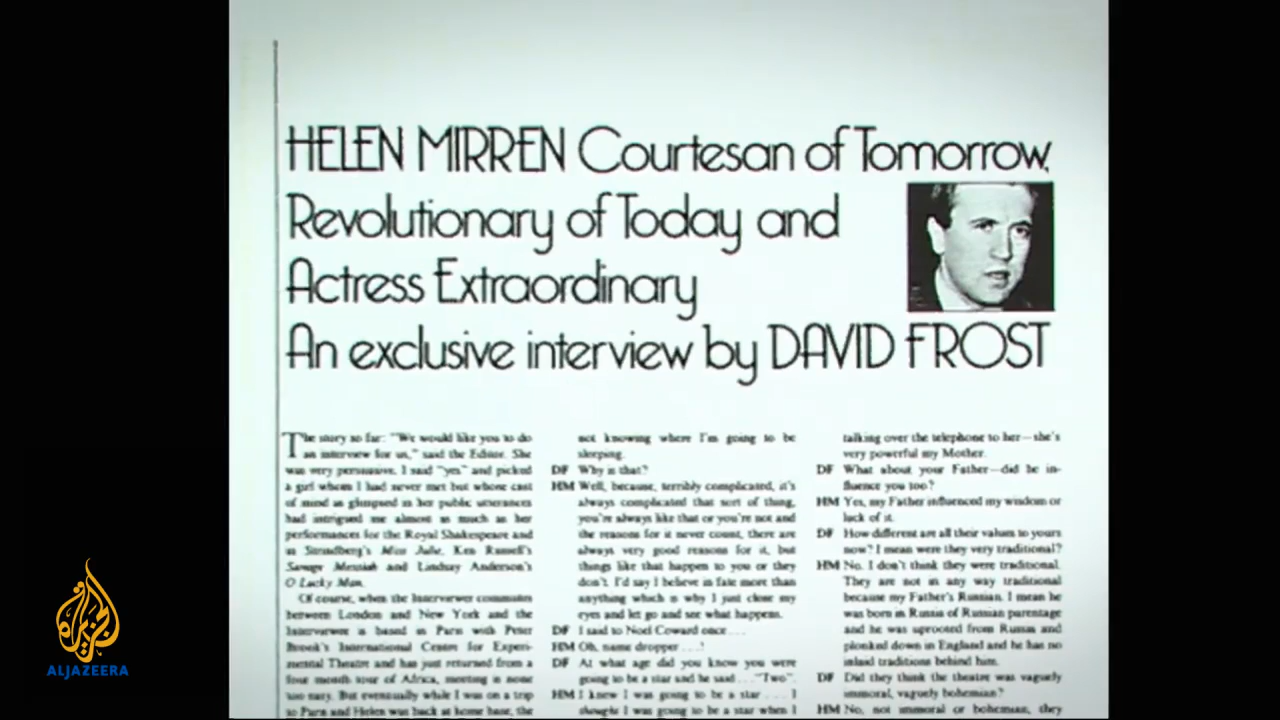 HELEN MIRREN Courtesan of Tomorrow,
Revolutionary of Today and
Actress Extraordinary
An exclusive interview by DAVID FROST
The story so far: "We would like you to do
an interview for us," said the Editor. She
was very persuasive. I said "yes" and picked
a girl whom I had never met but whose cast
of mind as glimpsed in her public utterances
had intrigued me almost as much as her
performances for the Royal Shakespeare and
in Strindberg's Miss Julie, Ken Russell's
Savage Messiah and Lindsay Anderson's
O Lucky Man.
Of course, when the Interviewer commutes
between London and New York and the
Interviewee is based in Paris with Peter
Brook's International Centre for Experi-
mental Theatre and has just returned from a
four month tour of Africa, meeting is none
too easy. But eventually while I was on a trip
to Paris and Helen was back at home base, the
not knowing where I'm going to be
sleeping.
DF Why is that?
HM Well, because, terribly complicated, it's
always complicated that sort of thing,
you're always like that or you're not and
the reasons for it never count, there are
always very good reasons for it, but
things like that happen to you or they
don't. I'd say I believe in fate more than
anything which is why I just close my
eyes and let go and see what happens.
DF I said to Noel Coward once . . .
HM Oh, name dropper . . .!
DF At what age did you know you were
going to be a star and he said . . . "Two".
HM I knew I was going to be a star . . . I
thought I was going to be a star when I
talking over the telephone to her—she's
very powerful my Mother.
DF What about your Father—did he in-
fluence you too?
HM Yes, my Father influenced my wisdom or
lack of it.
DF How different are all their values to yours
now? I mean were they very traditional?
HM No. I don't think they were traditional.
They are not in any way traditional
because my Father's Russian. I mean he
was born in Russia of Russian parentage
and he was uprooted from Russia and
plonked down in England and he has no
inlaid traditions behind him.
DF Did they think the theatre was vaguely
immoral, vaguely bohemian?
HM No, not immoral or bohemian, they
الجزيرة
ALJAZEERA